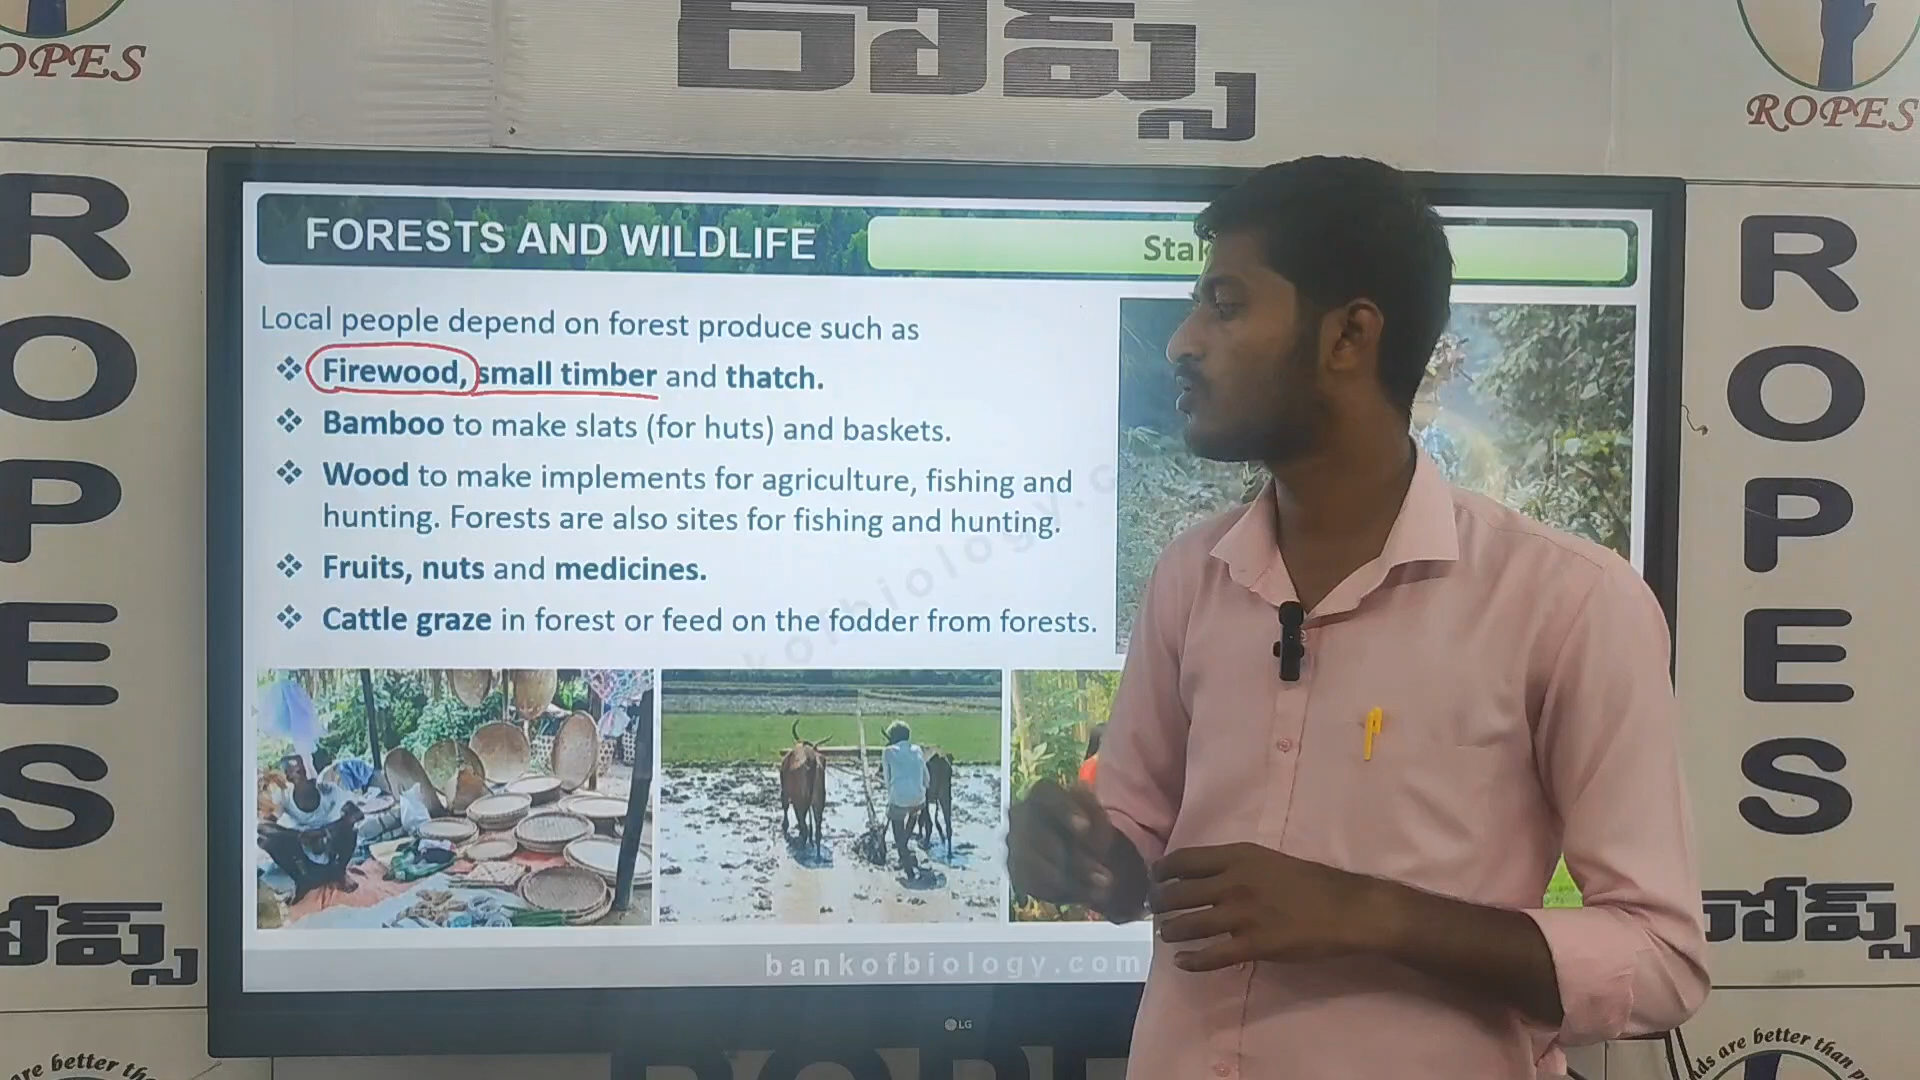 రోప్స్
OPES
ROPES
ROPES
ROPES
రోప్స్
రోప్స్
FORESTS AND WILDLIFE
Local people depend on forest produce such as
❖ Firewood, small timber and thatch.
❖ Bamboo to make slats (for huts) and baskets.
❖ Wood to make implements for agriculture, fishing and
hunting. Forests are also sites for fishing and hunting.
❖ Fruits, nuts and medicines.
❖ Cattle graze in forest or feed on the fodder from forests.
bankofbiology.com
LG
are better th
ds are better than